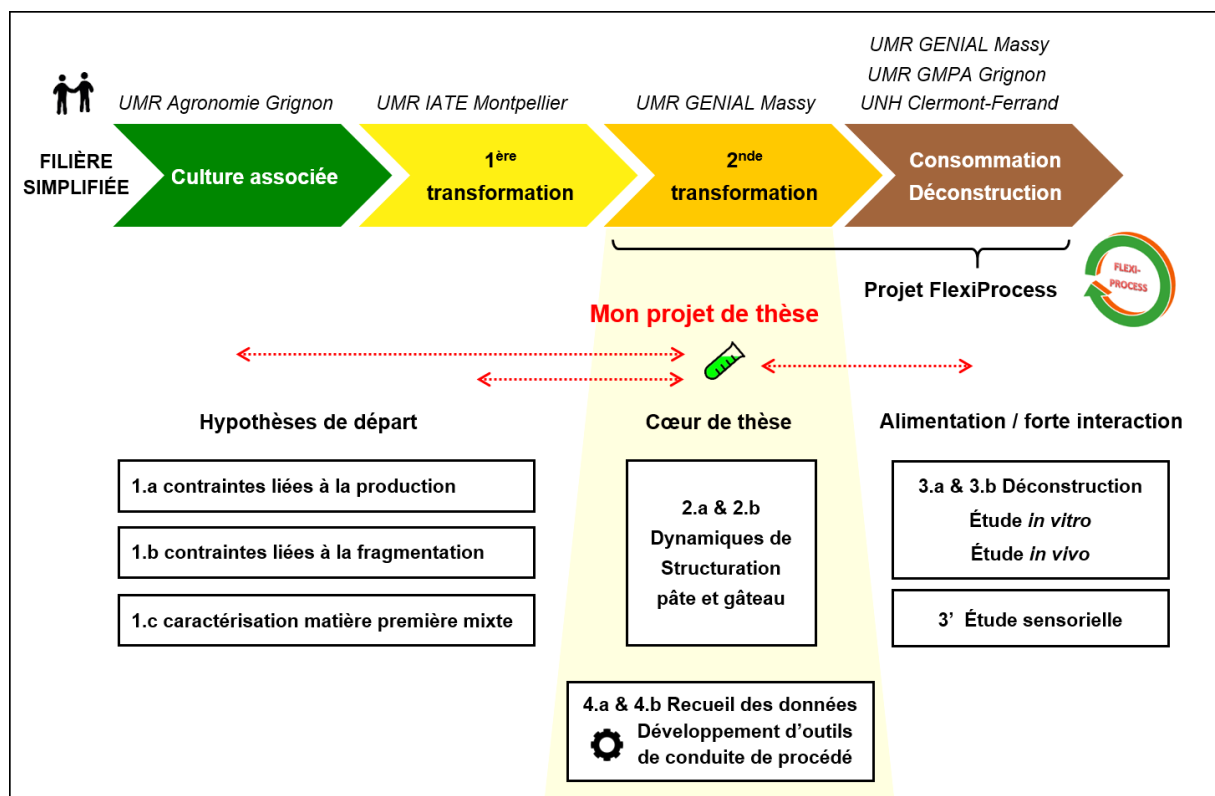 UMR GENIAL Massy
UMR GMPA Grignon
UNH Clermont-Ferrand
UMR Agronomie Grignon
UMR IATE Montpellier
UMR GENIAL Massy
FILIÈRE
SIMPLIFIÉE
Culture associée
1ère
transformation
2nde
transformation
Consommation
Déconstruction
Projet FlexiProcess
FLEXI-
PROCESS
Mon projet de thèse
Hypothèses de départ
Cœur de thèse
Alimentation / forte interaction
1.a contraintes liées à la production
1.b contraintes liées à la fragmentation
1.c caractérisation matière première mixte
2.a & 2.b
Dynamiques de
Structuration
pâte et gâteau
3.a & 3.b Déconstruction
Étude in vitro
Étude in vivo
3’ Étude sensorielle
4.a & 4.b Recueil des données
Développement d’outils
de conduite de procédé